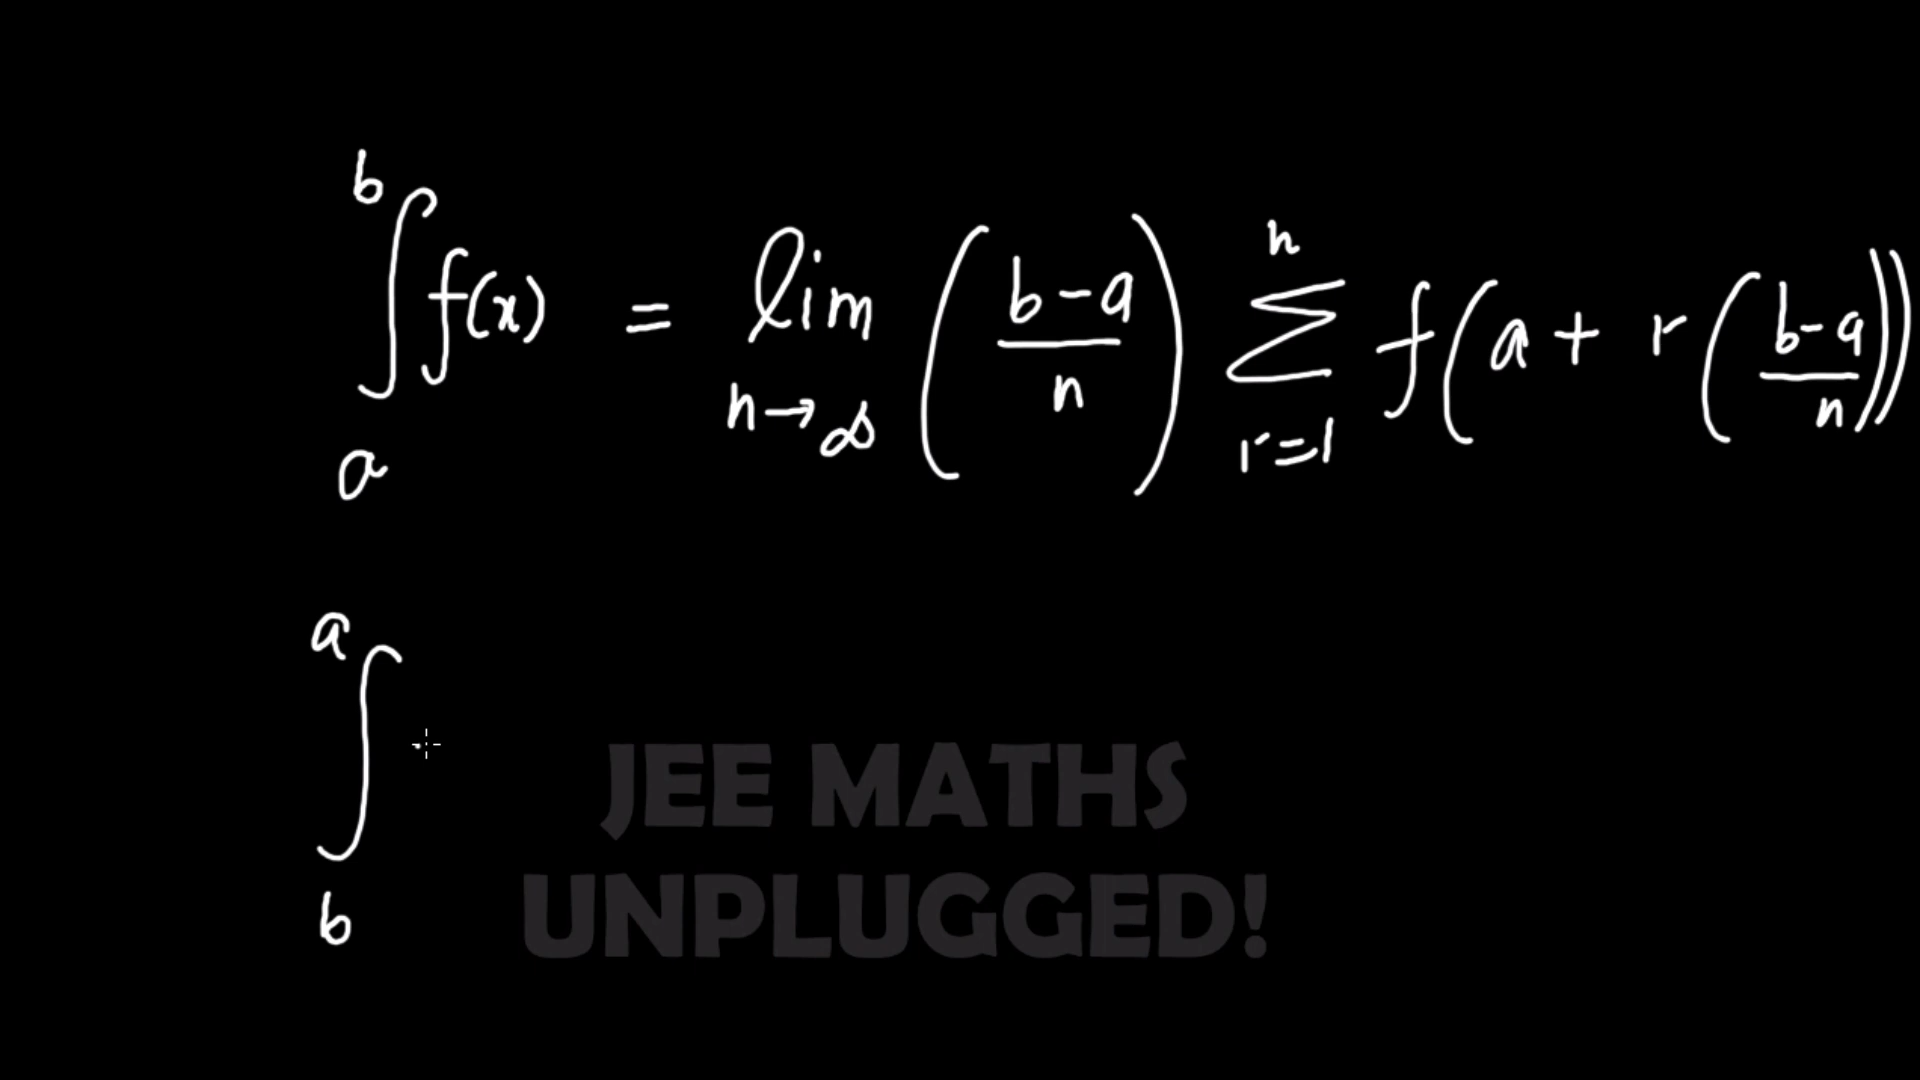 b
∫ f(x) = lim n→∞ ( b-a / n ) n Σ r=1 f( a + r ( b-a / n ))
a
a
∫
b
JEE MATHS
UNPLUGGED!